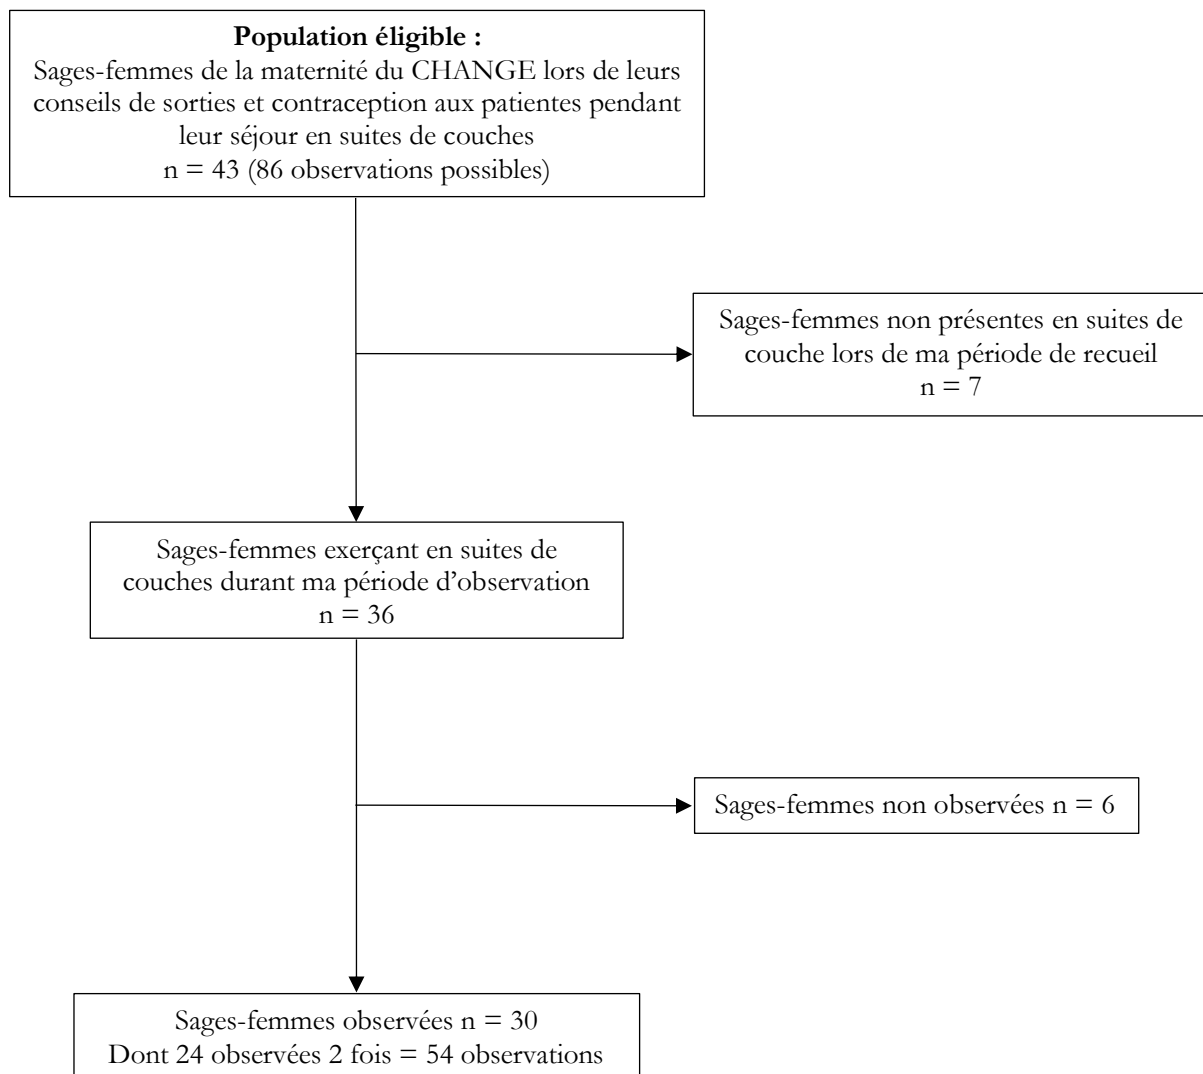 Population éligible :
Sages-femmes de la maternité du CHANGE lors de leurs
conseils de sorties et contraception aux patientes pendant
leur séjour en suites de couches
n = 43 (86 observations possibles)
Sages-femmes non présentes en suites de
couche lors de ma période de recueil
n = 7
Sages-femmes exerçant en suites de
couches durant ma période d’observation
n = 36
Sages-femmes non observées n = 6
Sages-femmes observées n = 30
Dont 24 observées 2 fois = 54 observations